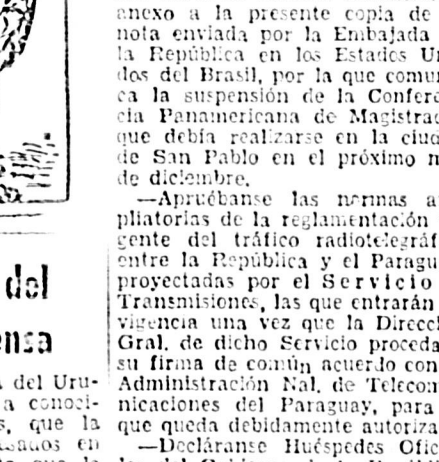 anexo a la presente copia de
nota enviada por la Embajada
la República en los Estados Un
dos del Brasil, por la que comun
ca la suspensión de la Conferen
cia Panamericana de Magistrad
que debía realizarse en la ciud
de San Pablo en el próximo m
de diciembre.
—Apruébanse las normas a
pliatorias de la reglamentación
gente del tráfico radiotelegráf
entre la República y el Paragu
proyectadas por el Servicio
Transmisiones, las que entrarán
vigencia una vez que la Direcci
Gral. de dicho Servicio proceda
su firma de común acuerdo con
Administración Nal. de Telecom
nicaciones del Paraguay, para
que queda debidamente autoriza
—Decláranse Huéspedes Ofic
del
ensa
del Uru-
a conoci-
s, que la
en